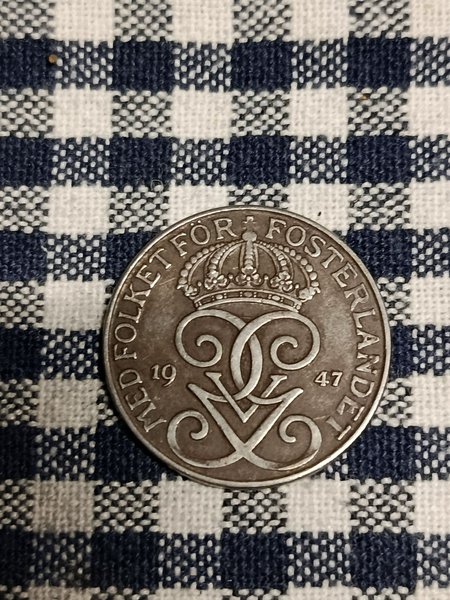 MED FOLKET FÖR FOSTERLANDET
19 47